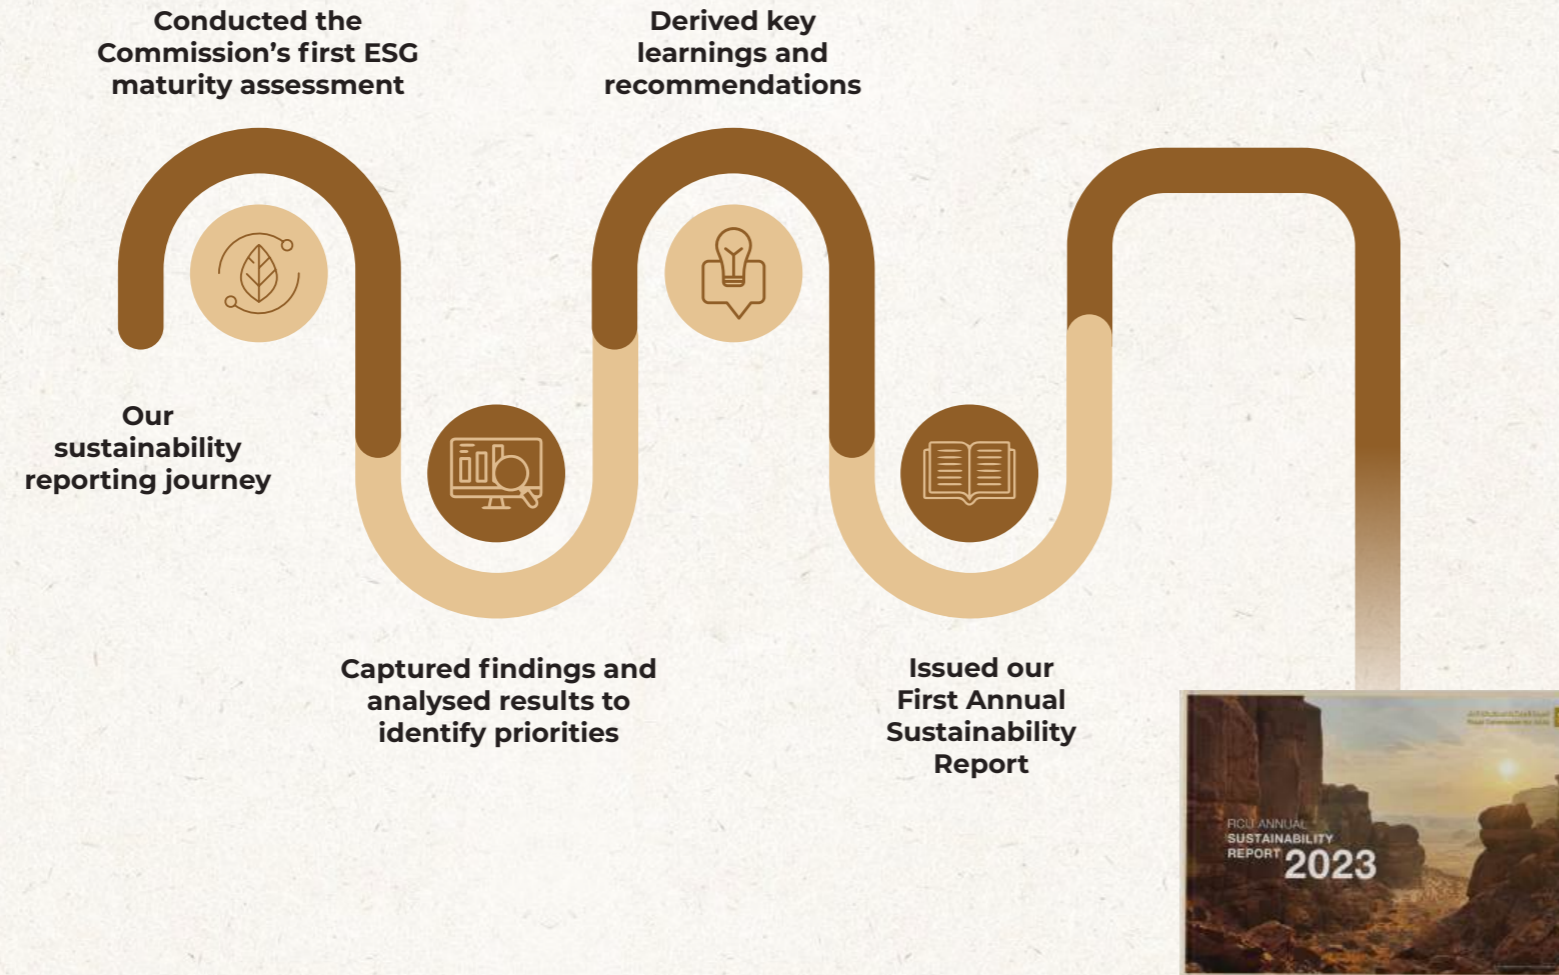 Conducted the
Commission’s first ESG
maturity assessment
Derived key
learnings and
recommendations
Our
sustainability
reporting journey
Captured findings and
analysed results to
identify priorities
Issued our
First Annual
Sustainability
Report
RCU ANNUAL
SUSTAINABILITY
REPORT 2023